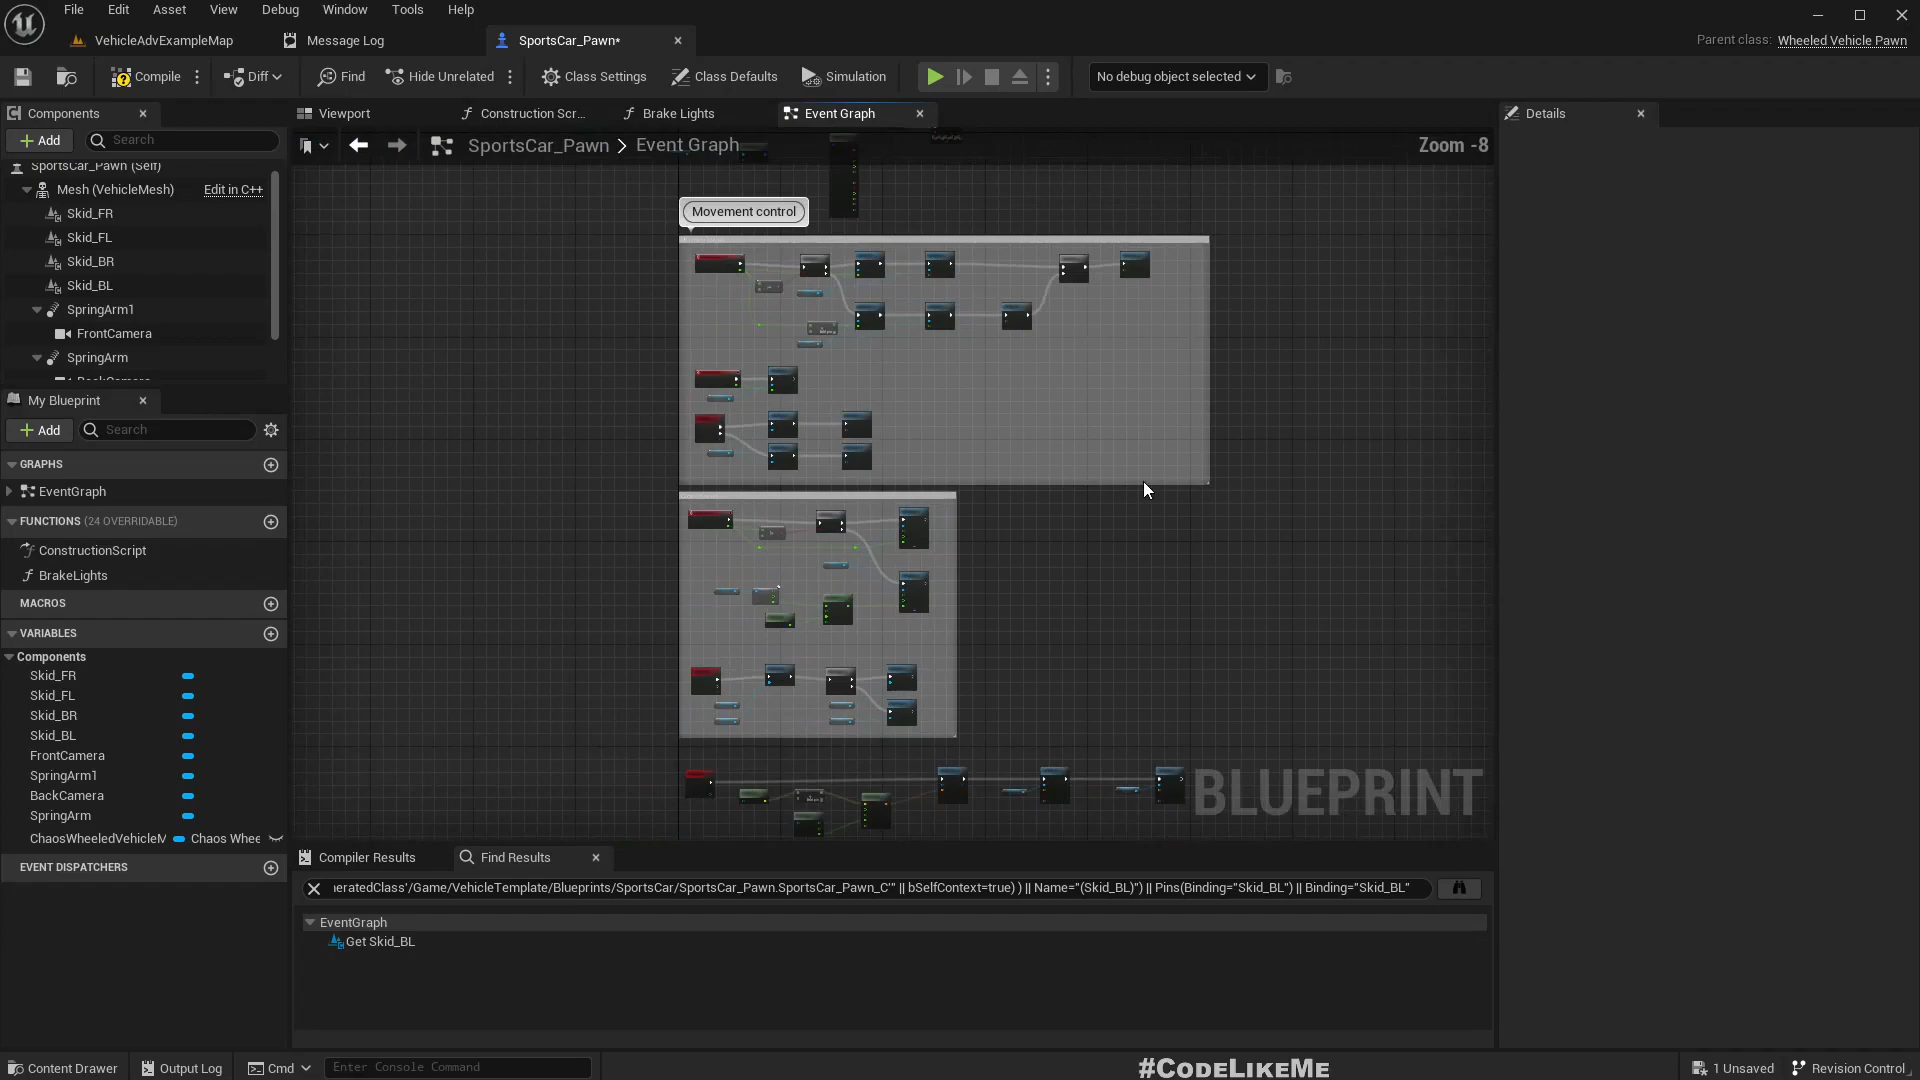 File Edit Asset View Debug Window Tools Help
VehicleAdvExampleMap Message Log SportsCar_Pawn* Parent class: Wheeled Vehicle Pawn
Compile Diff Find Hide Unrelated Class Settings Class Defaults Simulation No debug object selected
Components Viewport Construction Scr... Brake Lights Event Graph Details
Add Search SportsCar_Pawn > Event Graph Zoom -8
SportsCar_Pawn (Self)
Mesh (VehicleMesh) Edit in C++
Skid_FR
Skid_FL
Skid_BR
Skid_BL
SpringArm1
FrontCamera
SpringArm
BackCamera
Movement control
My Blueprint
Add Search
GRAPHS
EventGraph
FUNCTIONS (24 OVERRIDABLE)
ConstructionScript
BrakeLights
MACROS
VARIABLES
Components
Skid_FR
Skid_FL
Skid_BR
Skid_BL
FrontCamera
SpringArm1
BackCamera
SpringArm
ChaosWheeledVehicleM Chaos Whee
EVENT DISPATCHERS
BLUEPRINT
Compiler Results Find Results
eratedClass'/Game/VehicleTemplate/Blueprints/SportsCar/SportsCar_Pawn.SportsCar_Pawn_C'" || bSelfContext=true) ) || Name="(Skid_BL)") || Pins(Binding="Skid_BL") || Binding="Skid_BL"
EventGraph
Get Skid_BL
Content Drawer Output Log Cmd Enter Console Command #CodeLikeMe 1 Unsaved Revision Control